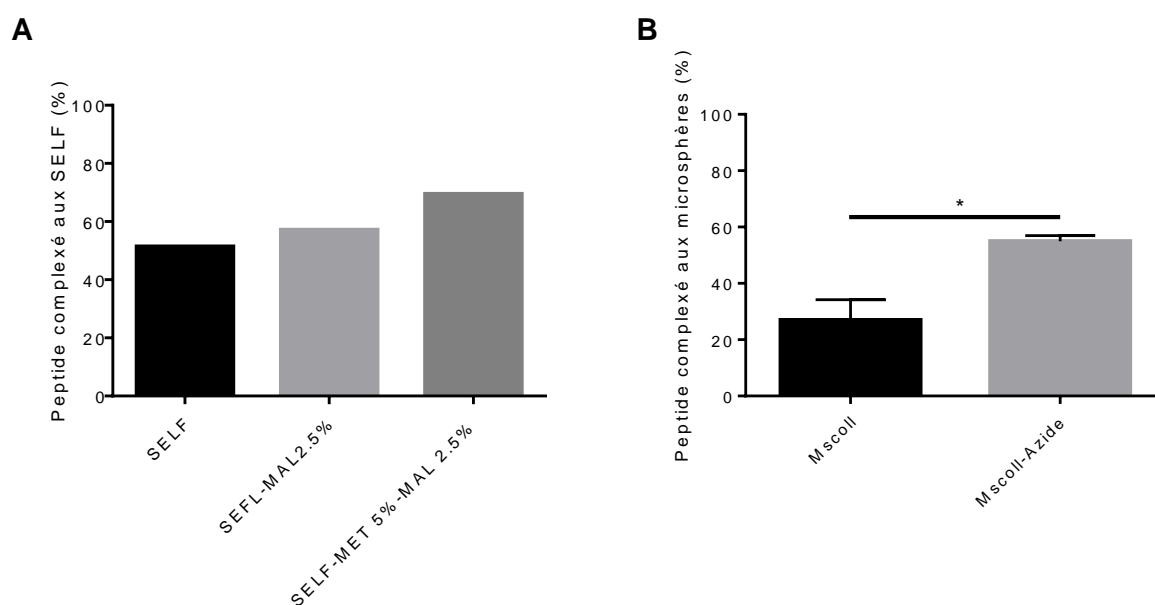 A
Peptide complexé aux SELF (%)
100
80
60
40
20
0
SELF
SEFL-MAL2.5%
SELF-MET 5%-MAL 2.5%
B
Peptide complexé aux microsphères (%)
100
80
60
40
20
0
*
Mscoll
Mscoll-Azide